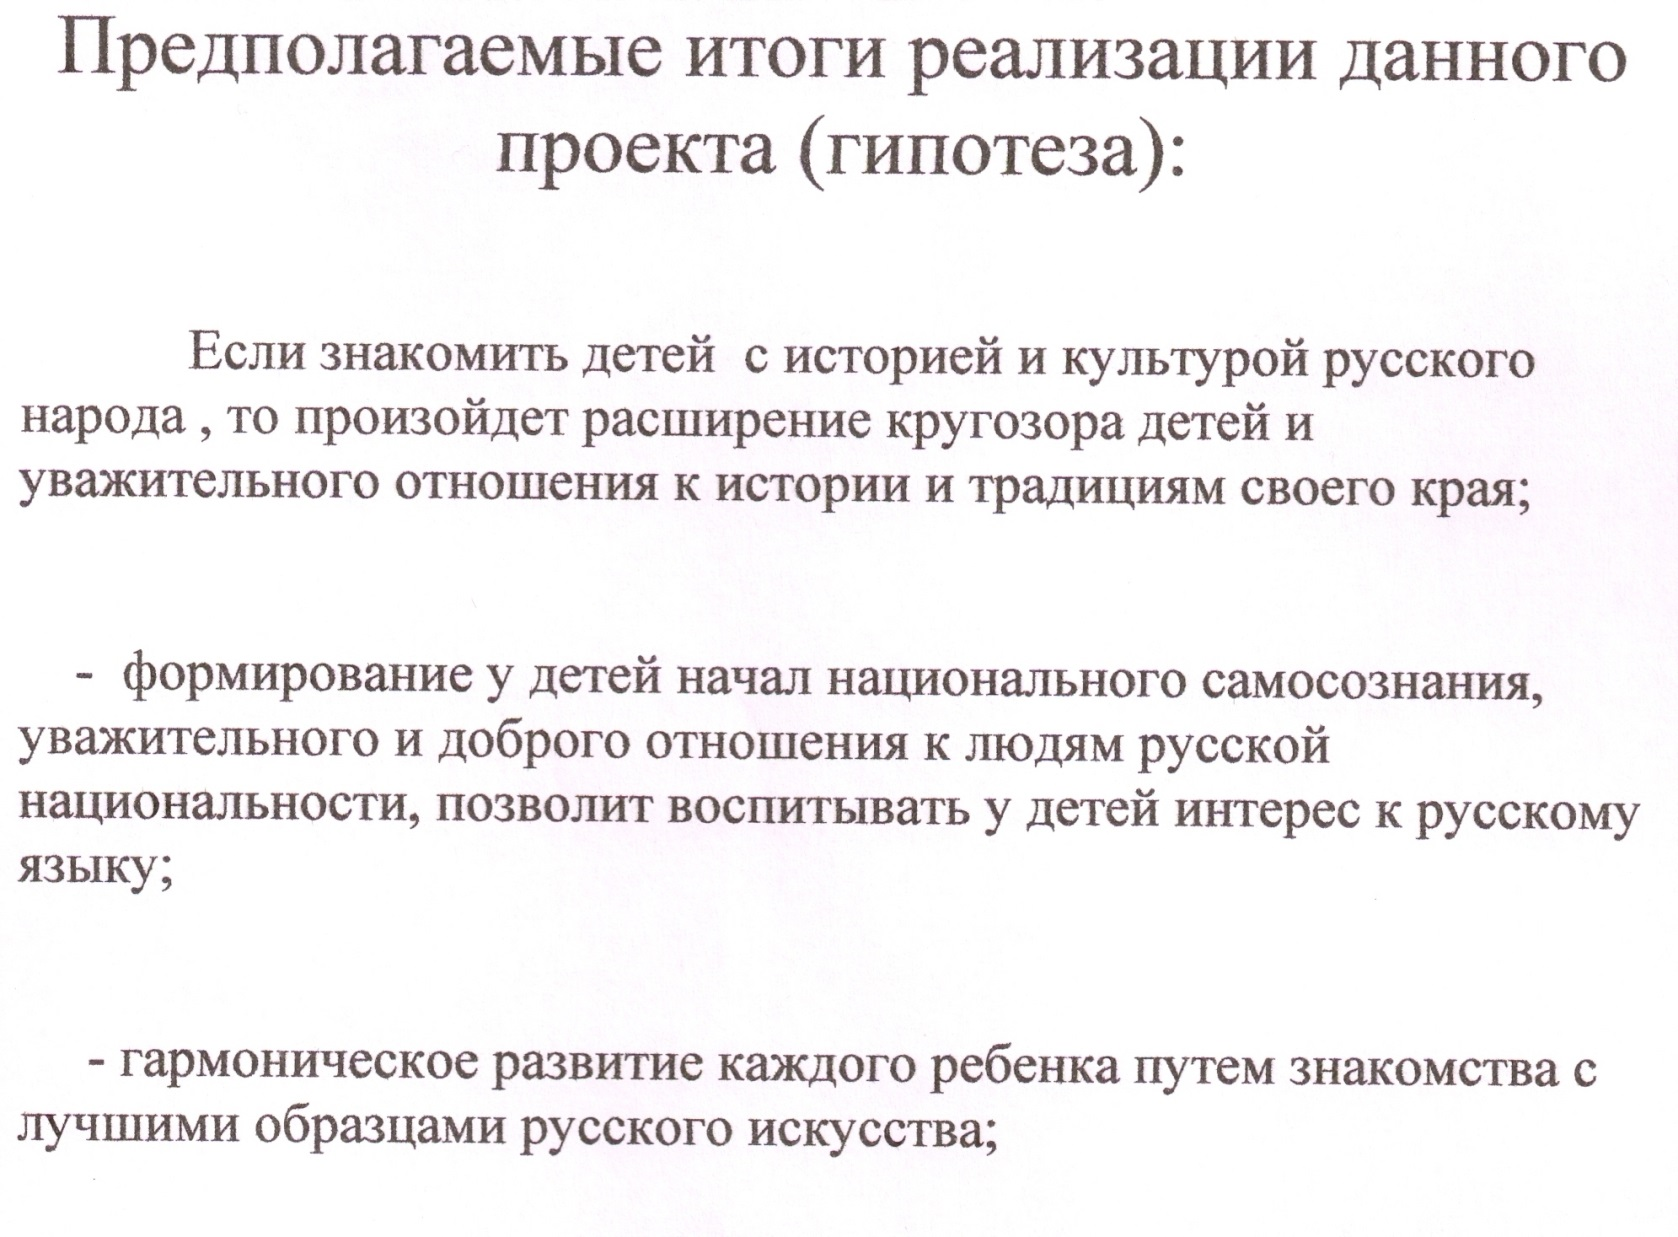 Предполагаемые итоги реализации данного
проекта (гипотеза):
Если знакомить детей  с историей и культурой русского
народа , то произойдет расширение кругозора детей и
уважительного отношения к истории и традициям своего края;
-  формирование у детей начал национального самосознания,
уважительного и доброго отношения к людям русской
национальности, позволит воспитывать у детей интерес к русскому
языку;
- гармоническое развитие каждого ребенка путем знакомства с
лучшими образцами русского искусства;